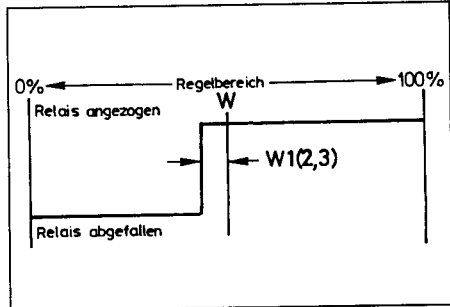 0% Regelbereich 100%
W
Relais angezogen
W1(2,3)
Relais abgefallen